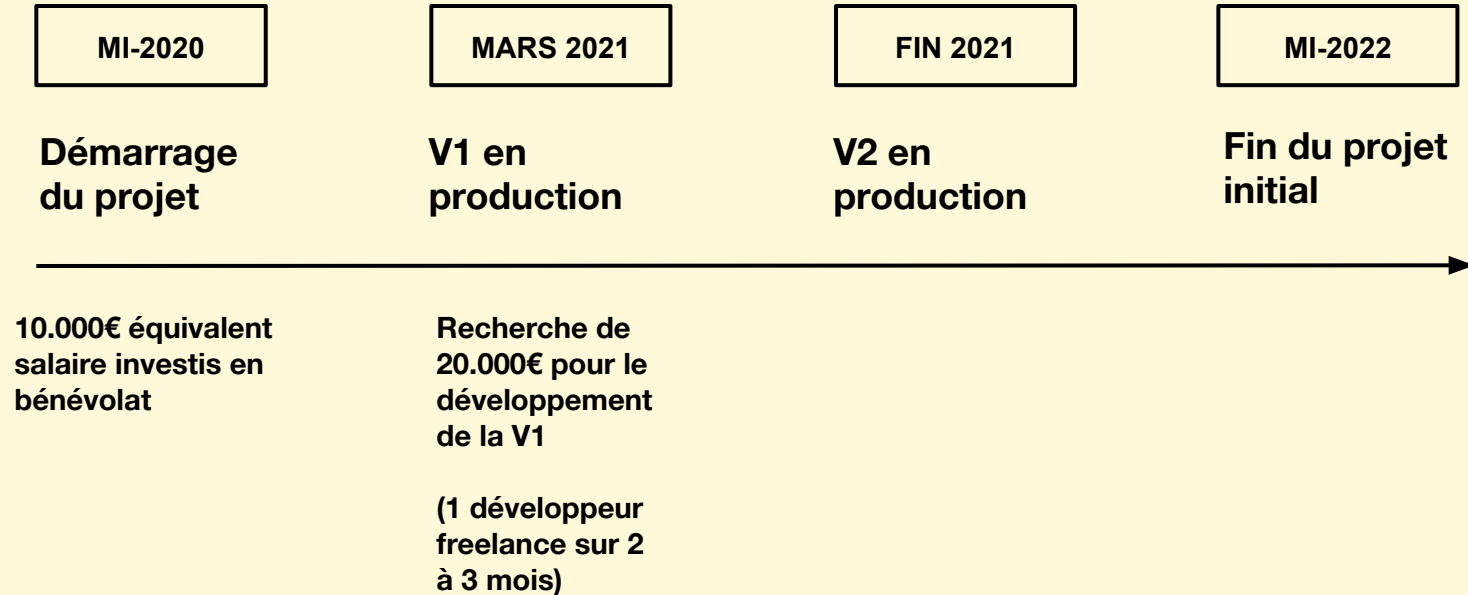 MI-2020
MARS 2021
FIN 2021
MI-2022
Démarrage
du projet
V1 en
production
V2 en
production
Fin du projet
initial
10.000€ équivalent
salaire investis en
bénévolat
Recherche de
20.000€ pour le
développement
de la V1
(1 développeur
freelance sur 2
à 3 mois)